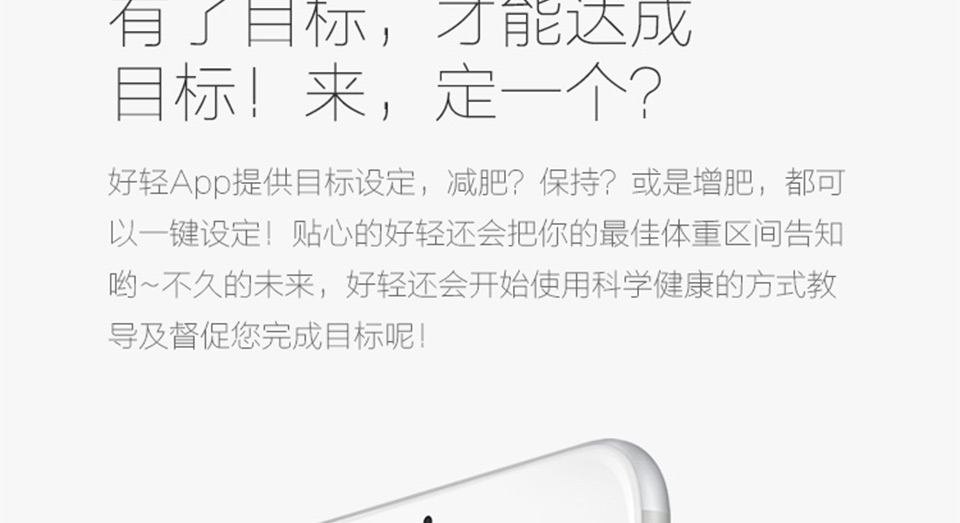 有了目标，才能达成
目标！来，定一个？
好轻App提供目标设定，减肥？保持？或是增肥，都可
以一键设定！贴心的好轻还会把你的最佳体重区间告知
哟~不久的未来，好轻还会开始使用科学健康的方式教
导及督促您完成目标呢！